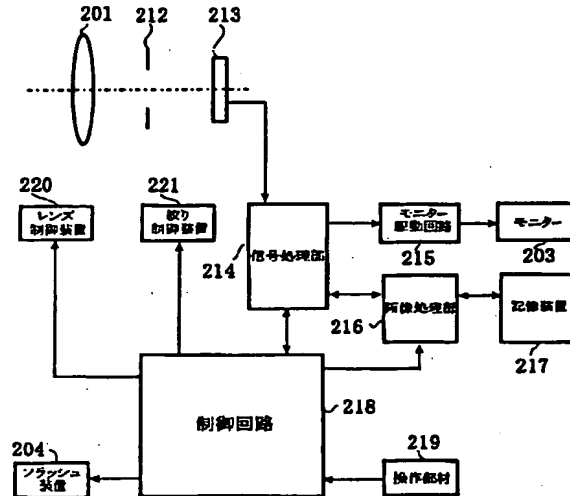 201
212
213
220
レンズ
制御装置
221
絞り
制御装置
214
信号処理部
モニター
駆動回路
215
モニター
203
216
画像処理部
記録装置
217
制御回路
218
204
フラッシュ
装置
219
操作部材